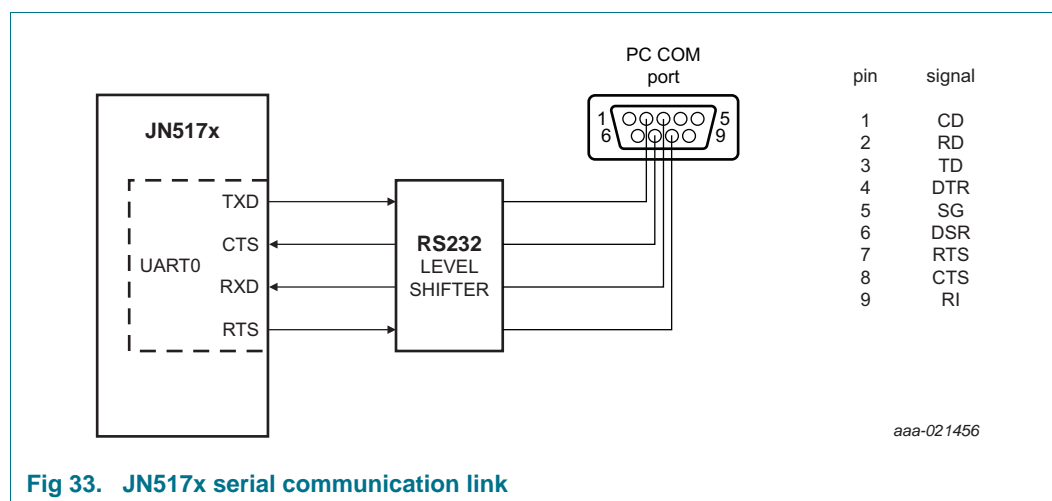 PC COM
port
1
5
6
9
JN517x
UART0
TXD
CTS
RXD
RTS
RS232
LEVEL
SHIFTER
pin signal
1 CD
2 RD
3 TD
4 DTR
5 SG
6 DSR
7 RTS
8 CTS
9 RI
aaa-021456
Fig 33. JN517x serial communication link